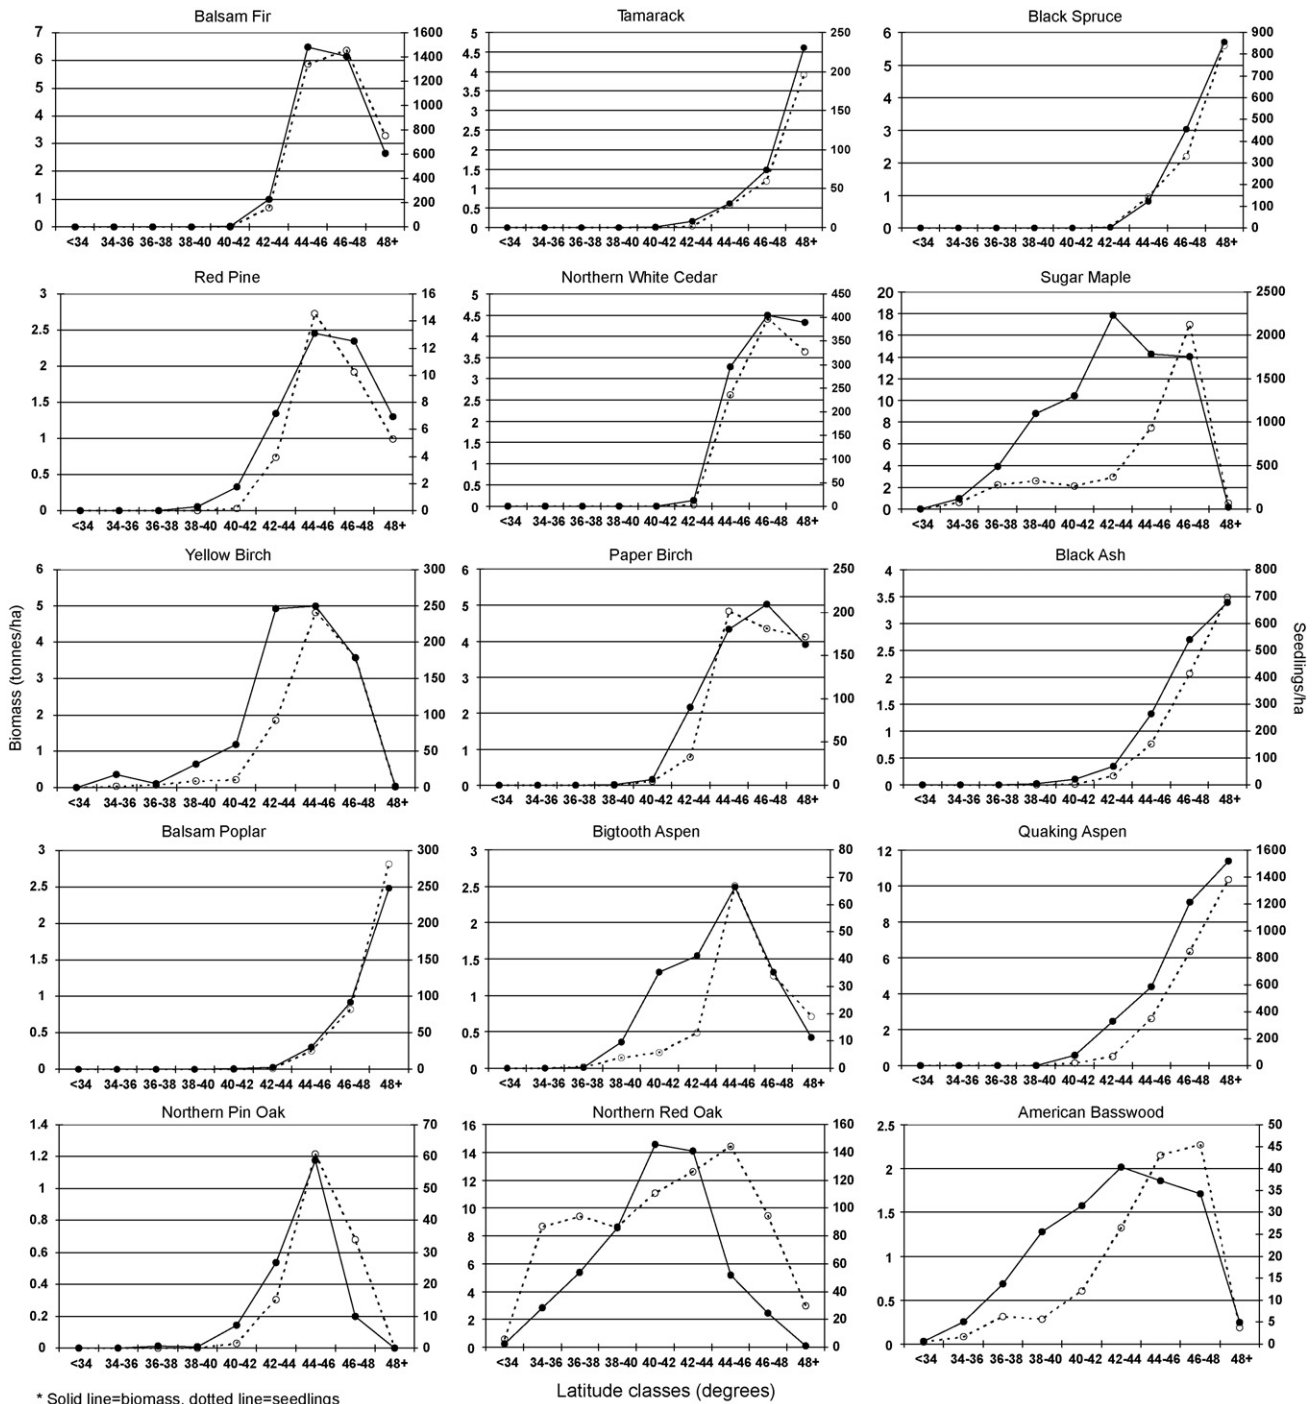 Balsam Fir
7 6 5 4 3 2 1 0
1600 1400 1200 1000 800 600 400 200 0
<34 34-36 36-38 38-40 40-42 42-44 44-46 46-48 48+
Tamarack
5 4.5 4 3.5 3 2.5 2 1.5 1 0.5 0
250 200 150 100 50 0
<34 34-36 36-38 38-40 40-42 42-44 44-46 46-48 48+
Black Spruce
6 5 4 3 2 1 0
900 800 700 600 500 400 300 200 100 0
<34 34-36 36-38 38-40 40-42 42-44 44-46 46-48 48+
Red Pine
3 2.5 2 1.5 1 0.5 0
16 14 12 10 8 6 4 2 0
<34 34-36 36-38 38-40 40-42 42-44 44-46 46-48 48+
Northern White Cedar
5 4.5 4 3.5 3 2.5 2 1.5 1 0.5 0
450 400 350 300 250 200 150 100 50 0
<34 34-36 36-38 38-40 40-42 42-44 44-46 46-48 48+
Sugar Maple
20 18 16 14 12 10 8 6 4 2 0
2500 2000 1500 1000 500 0
<34 34-36 36-38 38-40 40-42 42-44 44-46 46-48 48+
Biomass (tonnes/ha)
Yellow Birch
6 5 4 3 2 1 0
300 250 200 150 100 50 0
<34 34-36 36-38 38-40 40-42 42-44 44-46 46-48 48+
Paper Birch
6 5 4 3 2 1 0
250 200 150 100 50 0
<34 34-36 36-38 38-40 40-42 42-44 44-46 46-48 48+
Black Ash
4 3.5 3 2.5 2 1.5 1 0.5 0
800 700 600 500 400 300 200 100 0
<34 34-36 36-38 38-40 40-42 42-44 44-46 46-48 48+
Seedlings/ha
Balsam Poplar
3 2.5 2 1.5 1 0.5 0
300 250 200 150 100 50 0
<34 34-36 36-38 38-40 40-42 42-44 44-46 46-48 48+
Bigtooth Aspen
3 2.5 2 1.5 1 0.5 0
80 70 60 50 40 30 20 10 0
<34 34-36 36-38 38-40 40-42 42-44 44-46 46-48 48+
Quaking Aspen
12 10 8 6 4 2 0
1600 1400 1200 1000 800 600 400 200 0
<34 34-36 36-38 38-40 40-42 42-44 44-46 46-48 48+
Northern Pin Oak
1.4 1.2 1 0.8 0.6 0.4 0.2 0
70 60 50 40 30 20 10 0
<34 34-36 36-38 38-40 40-42 42-44 44-46 46-48 48+
Northern Red Oak
16 14 12 10 8 6 4 2 0
160 140 120 100 80 60 40 20 0
<34 34-36 36-38 38-40 40-42 42-44 44-46 46-48 48+
American Basswood
2.5 2 1.5 1 0.5 0
50 45 40 35 30 25 20 15 10 5 0
<34 34-36 36-38 38-40 40-42 42-44 44-46 46-48 48+
Latitude classes (degrees)
* Solid line=biomass, dotted line=seedlings